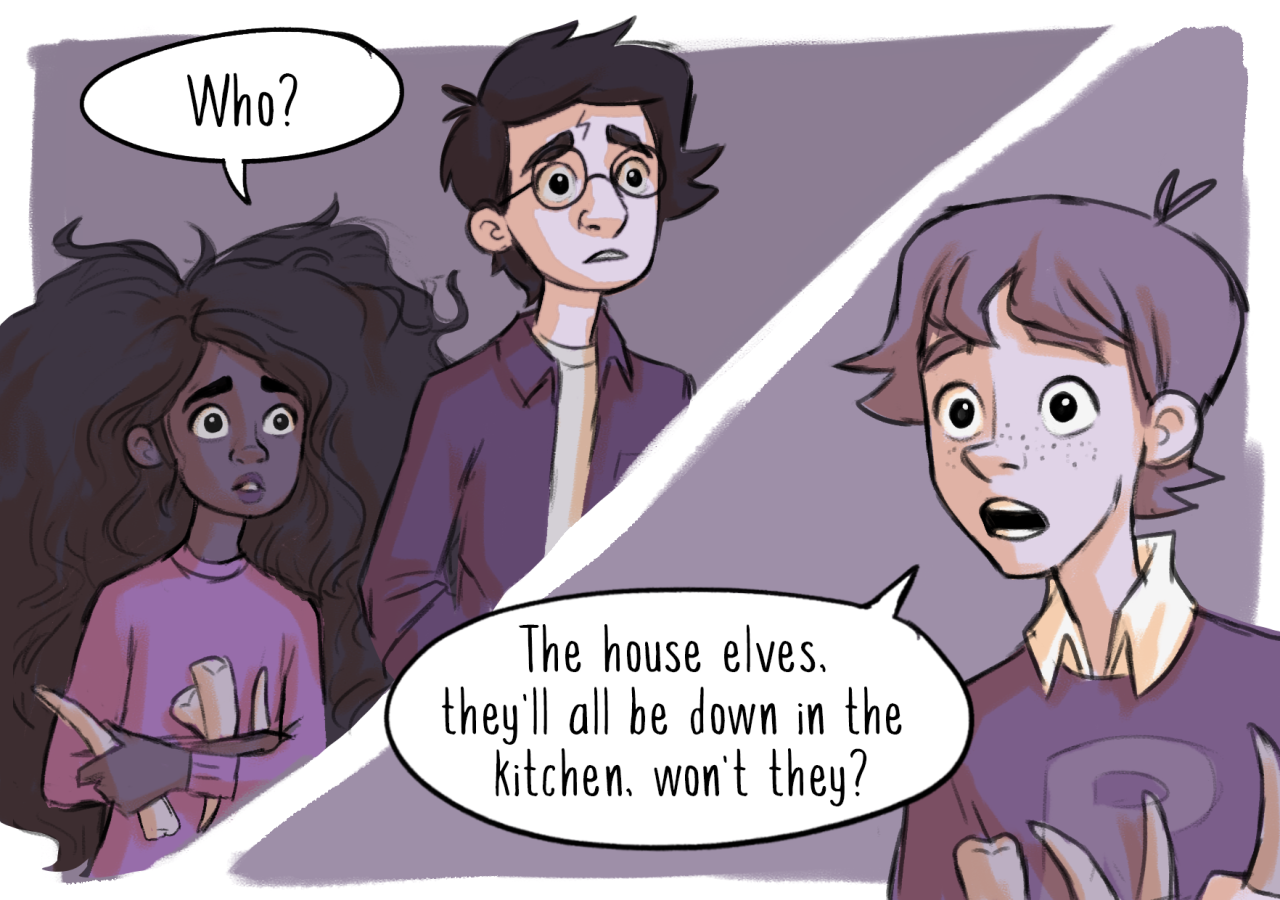 Who?
The house elves.
they'll all be down in the
kitchen. won't they?
R